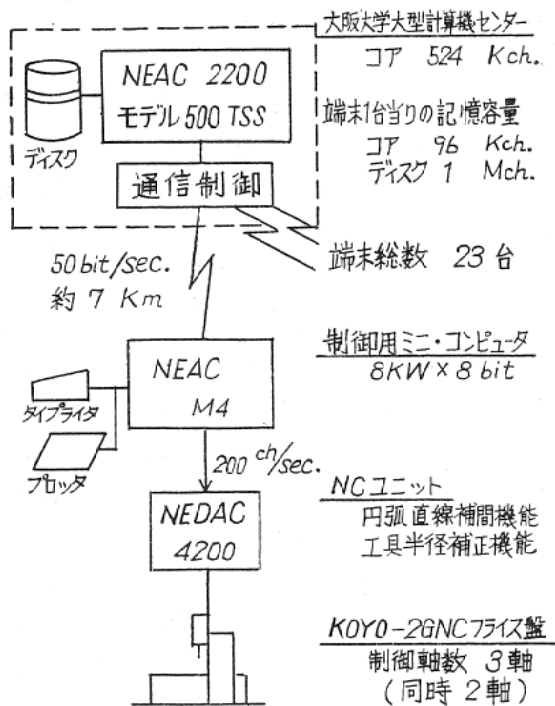 大阪大学大型計算機センター
コア 524 Kch.
NEAC 2200
モデル500 TSS
ディスク
端末1台当りの記憶容量
コア 96 Kch.
ディスク 1 Mch.
通信制御
端末総数 23台
50bit/sec.
約 7 Km
制御用ミニ・コンピュータ
8KW × 8 bit
NEAC
M4
タイプライタ
プロッタ
200 ch/sec.
NCユニット
円弧直線補間機能
工具半径補正機能
NEDAC
4200
KOYO-2GNCフライス盤
制御軸数 3軸
(同時 2軸)